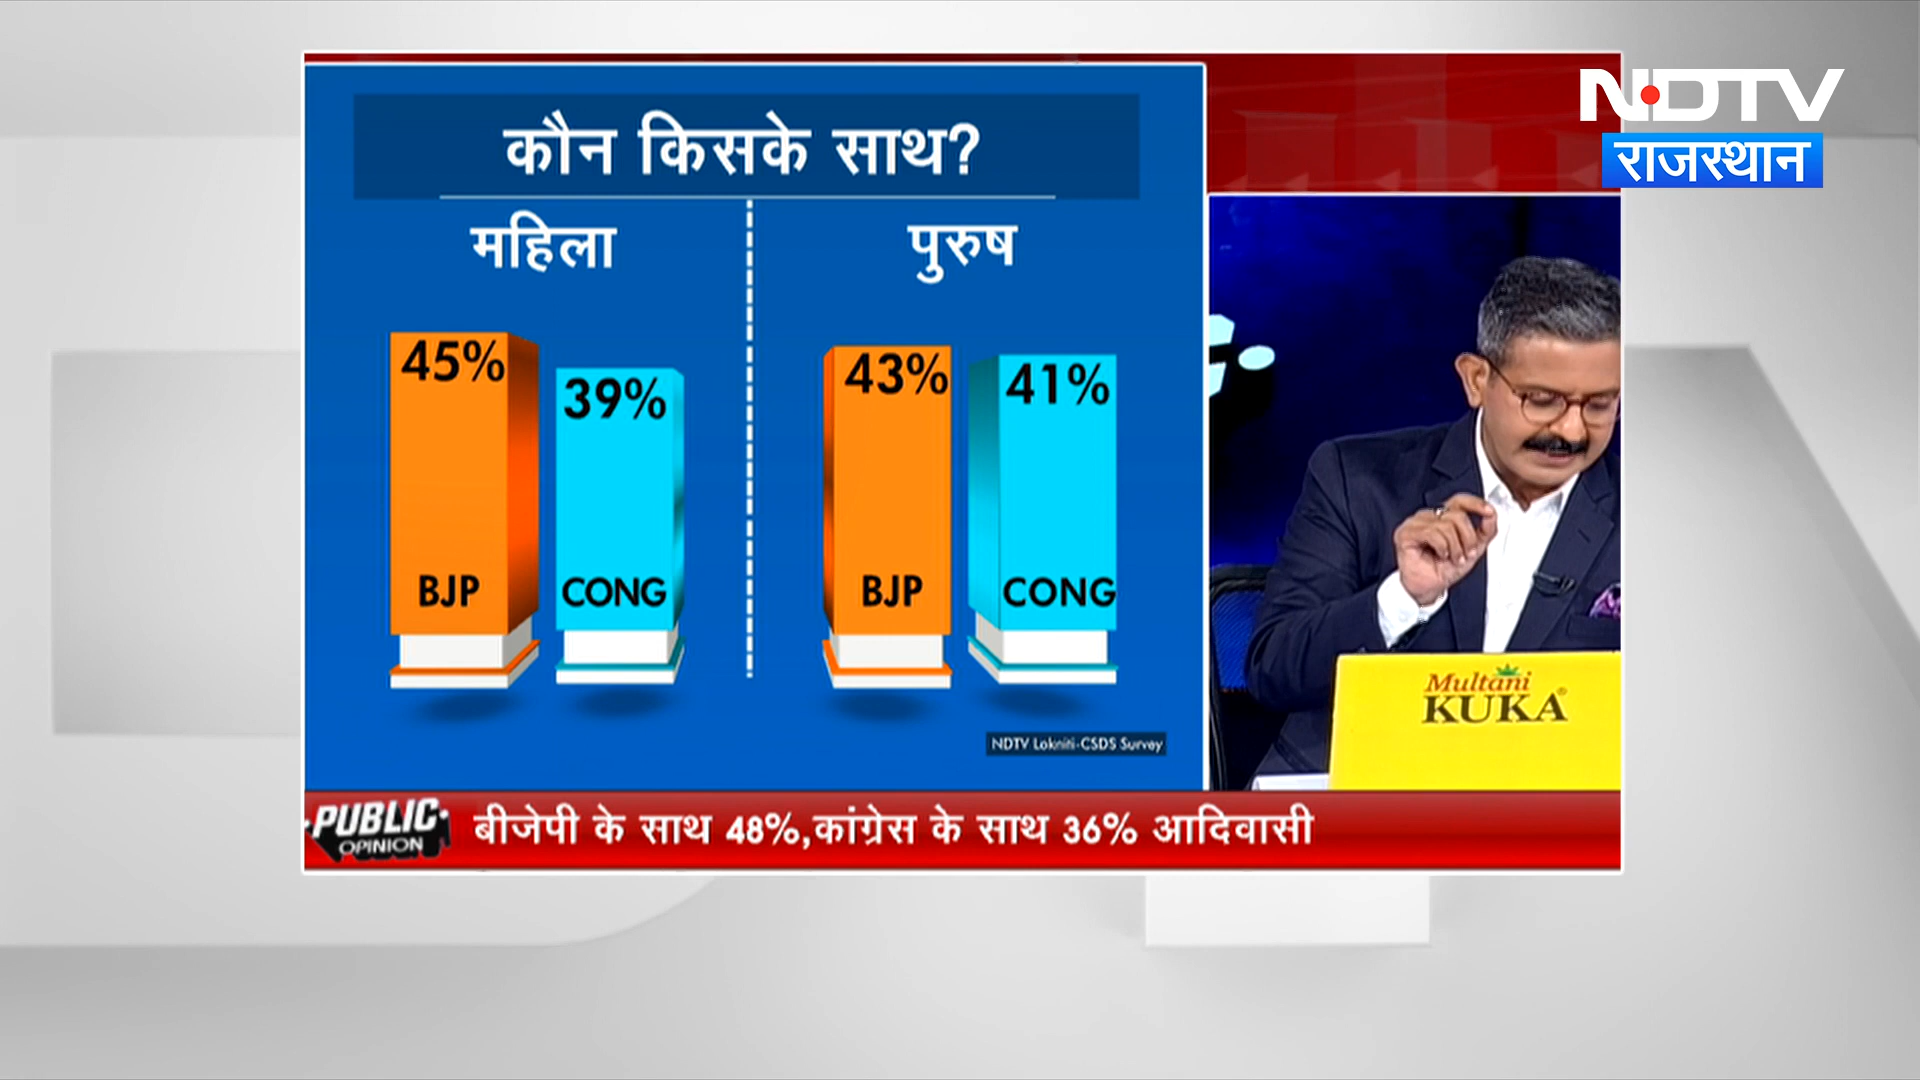 NDTV
राजस्थान
कौन किसके साथ?
महिला
पुरुष
45%
39%
43%
41%
BJP
CONG
BJP
CONG
NDTV Lokniti-CSDS Survey
Multani
KUKA®
PUBLIC
OPINION
बीजेपी के साथ 48%,कांग्रेस के साथ 36% आदिवासी